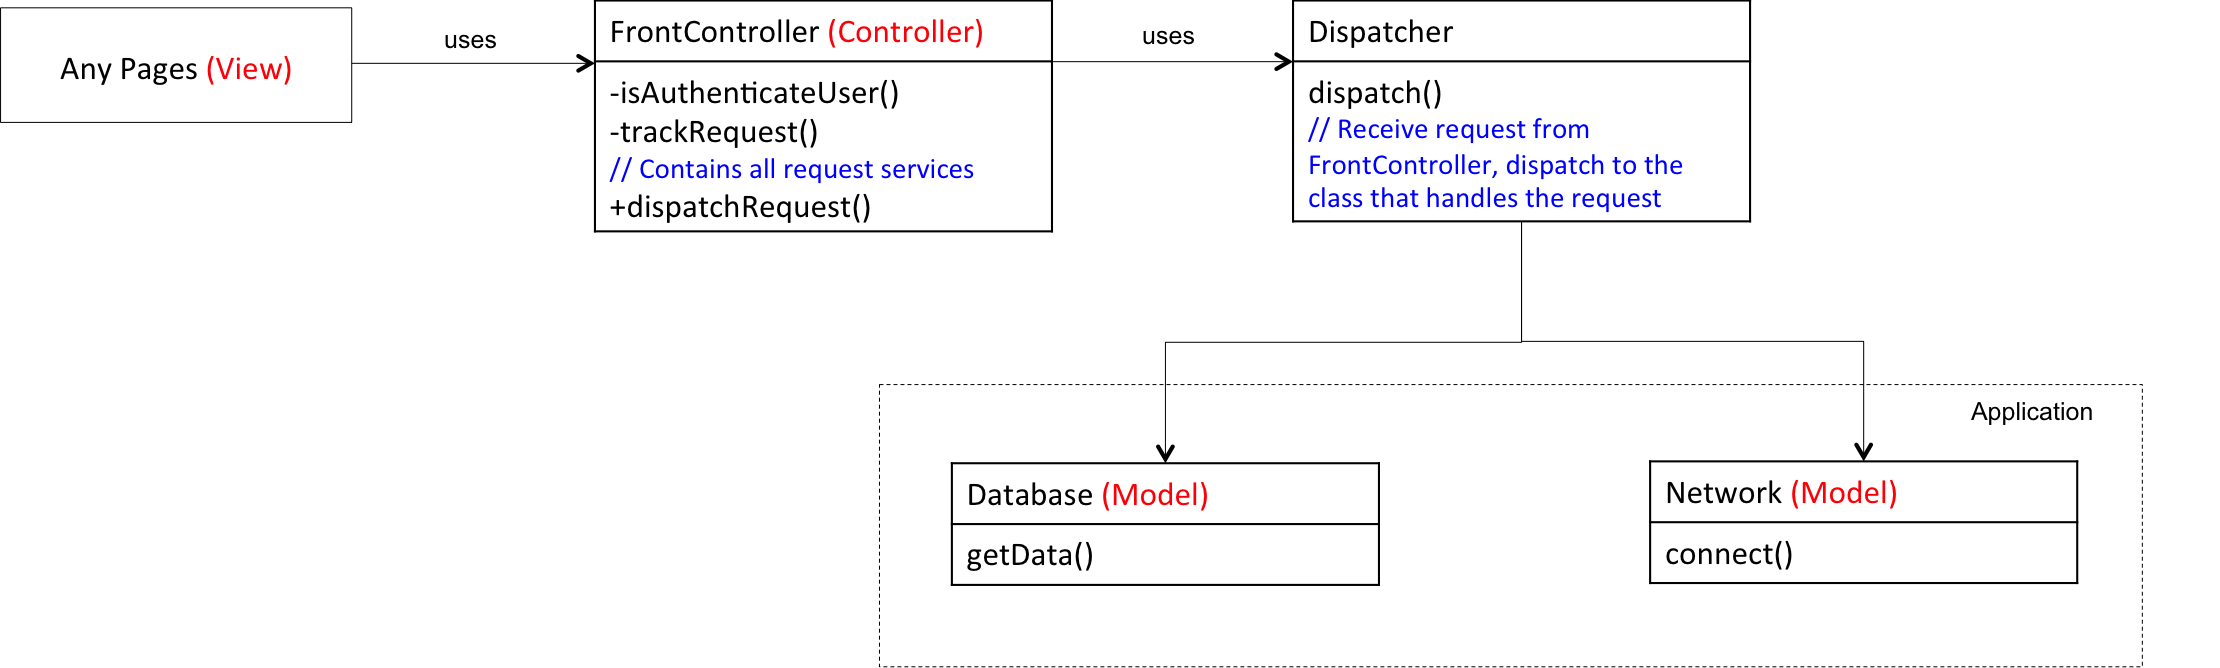 Any Pages (View)
uses
FrontController (Controller)
-isAuthenticateUser()
-trackRequest()
// Contains all request services
+dispatchRequest()
uses
Dispatcher
dispatch()
// Receive request from
FrontController, dispatch to the
class that handles the request
Application
Database (Model)
getData()
Network (Model)
connect()